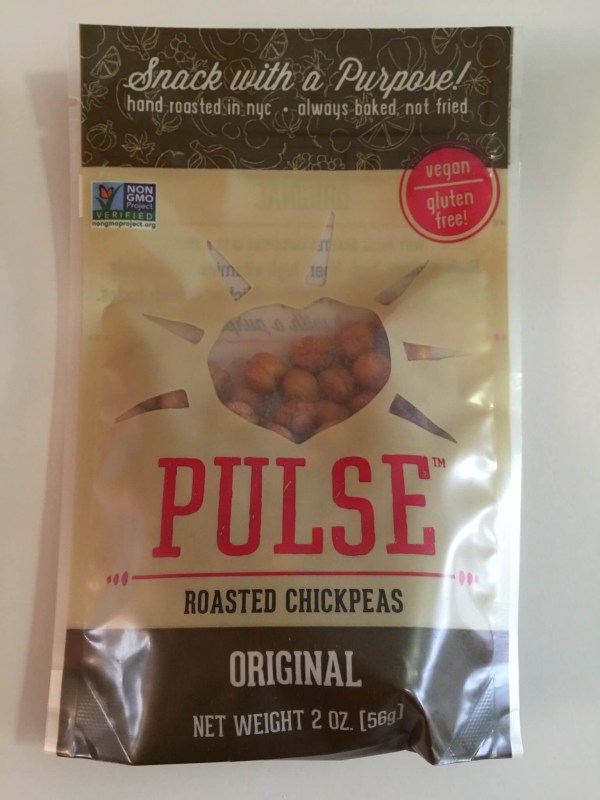 Snack with a Purpose!
hand roasted in nyc • always baked, not fried
vegan
gluten
free!
NON
GMO
Project
VERIFIED
nongmoproject.org
PULSE™
ROASTED CHICKPEAS
ORIGINAL
NET WEIGHT 2 OZ. [56g]